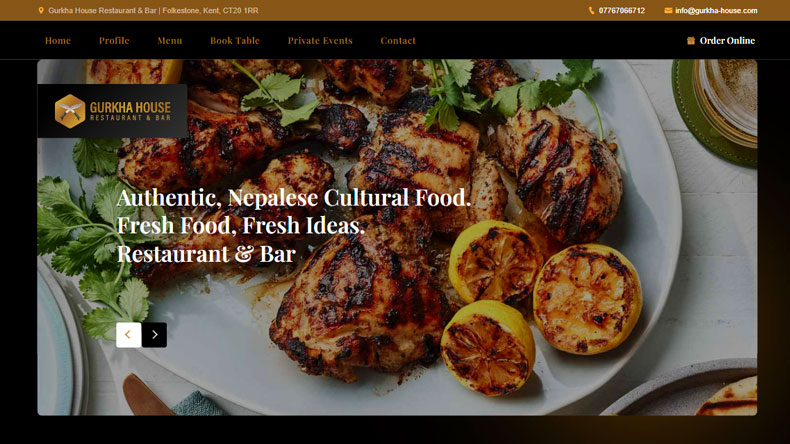 Gurkha House Restaurant & Bar | Folkestone, Kent, CT20 1RR
07767066712
info@gurkha-house.com
Home
Profile
Menu
Book Table
Private Events
Contact
Order Online
GURKHA HOUSE
RESTAURANT & BAR
Authentic, Nepalese Cultural Food.
Fresh Food, Fresh Ideas.
Restaurant & Bar